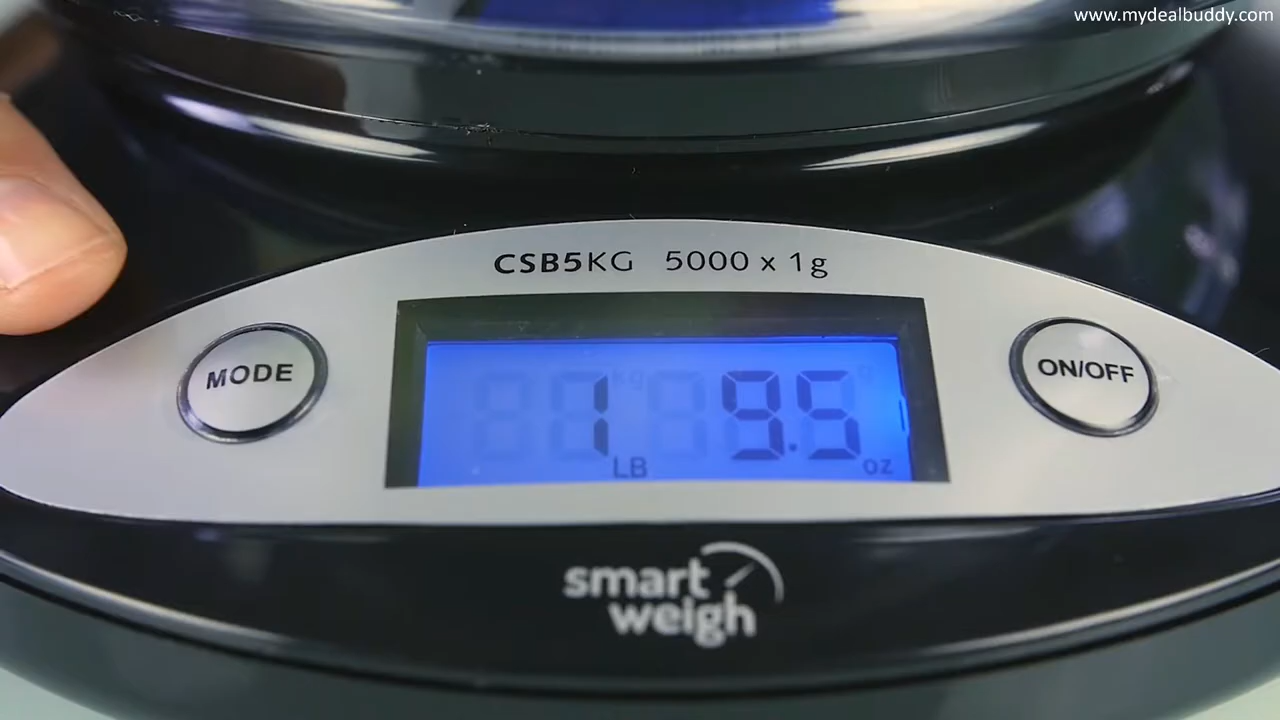 www.mydealbuddy.com
CSB5KG 5000 x 1g
MODE
ON/OFF
1 LB 9.5 oz
smart
weigh